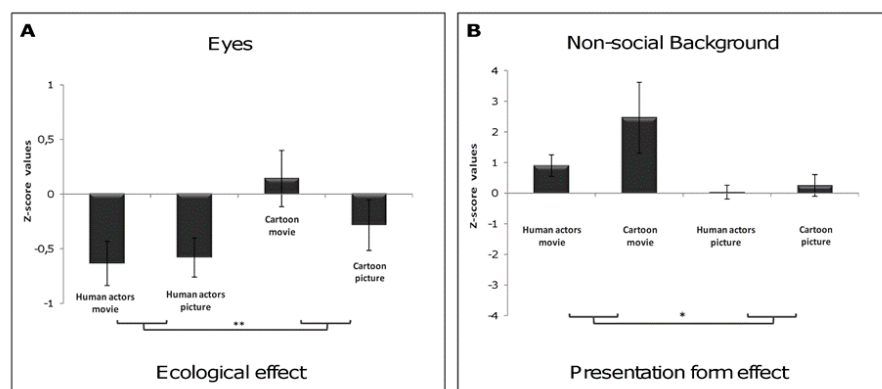 A
Eyes
1
0,5
0
-0,5
-1
Z-score values
Human actors
movie
Human actors
picture
Cartoon
movie
Cartoon
picture
**
Ecological effect
B
Non-social Background
4
3
2
1
0
-1
-2
-3
-4
Z-score values
Human actors
movie
Cartoon
movie
Human actors
picture
Cartoon
picture
*
Presentation form effect